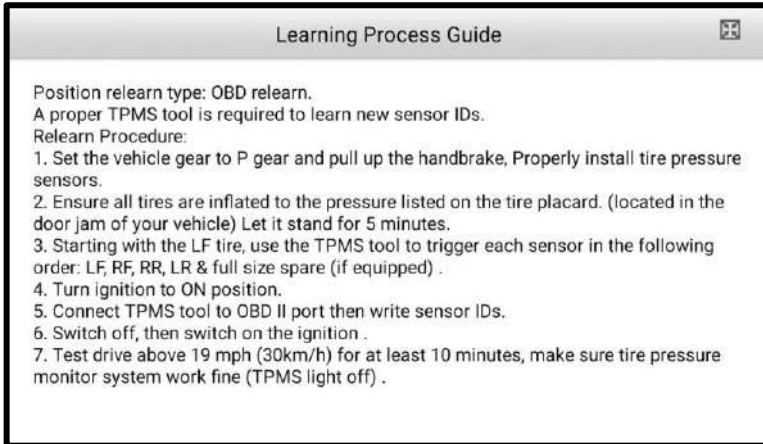 Learning Process Guide
Position relearn type: OBD relearn.
A proper TPMS tool is required to learn new sensor IDs.
Relearn Procedure:
1. Set the vehicle gear to P gear and pull up the handbrake, Properly install tire pressure
sensors.
2. Ensure all tires are inflated to the pressure listed on the tire placard. (located in the
door jam of your vehicle) Let it stand for 5 minutes.
3. Starting with the LF tire, use the TPMS tool to trigger each sensor in the following
order: LF, RF, RR, LR & full size spare (if equipped) .
4. Turn ignition to ON position.
5. Connect TPMS tool to OBD II port then write sensor IDs.
6. Switch off, then switch on the ignition .
7. Test drive above 19 mph (30km/h) for at least 10 minutes, make sure tire pressure
monitor system work fine (TPMS light off) .